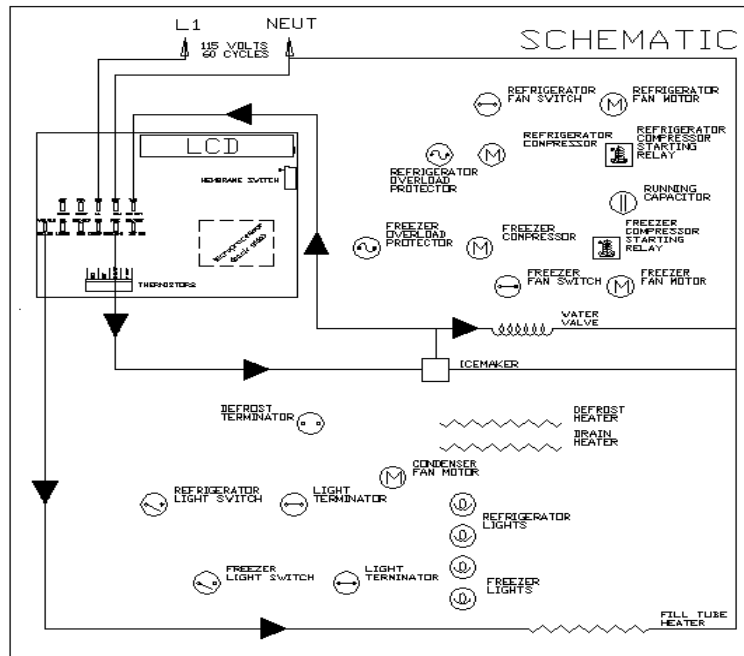 L1
NEUT
115 VOLTS
60 CYCLES
SCHEMATIC
REFRIGERATOR
FAN SWITCH
REFRIGERATOR
FAN MOTOR
LCD
REFRIGERATOR
CONPRESSOR
REFRIGERATOR
COMPRESSOR
STARTING
RELAY
MEMBRANE SWITCH
REFRIGERATOR
OVERLOAD
PROTECTOR
RUNNING
CAPACITOR
FREEZER
OVERLOAD
PROTECTOR
FREEZER
COMPRESSOR
FREEZER
COMPRESSOR
STARTING
RELAY
Microprocessor
FREEZER
FAN SWITCH
FREEZER
FAN MOTOR
THERMISTORS
WATER
VALVE
ICEMAKER
DEFROST
TERMINATOR
DEFROST
HEATER
DRAIN
HEATER
CONDENSER
FAN MOTOR
REFRIGERATOR
LIGHT SWITCH
LIGHT
TERMINATOR
REFRIGERATOR
LIGHTS
FREEZER
LIGHT SWITCH
LIGHT
TERNINATOR
FREEZER
LIGHTS
FILL TUBE
HEATER